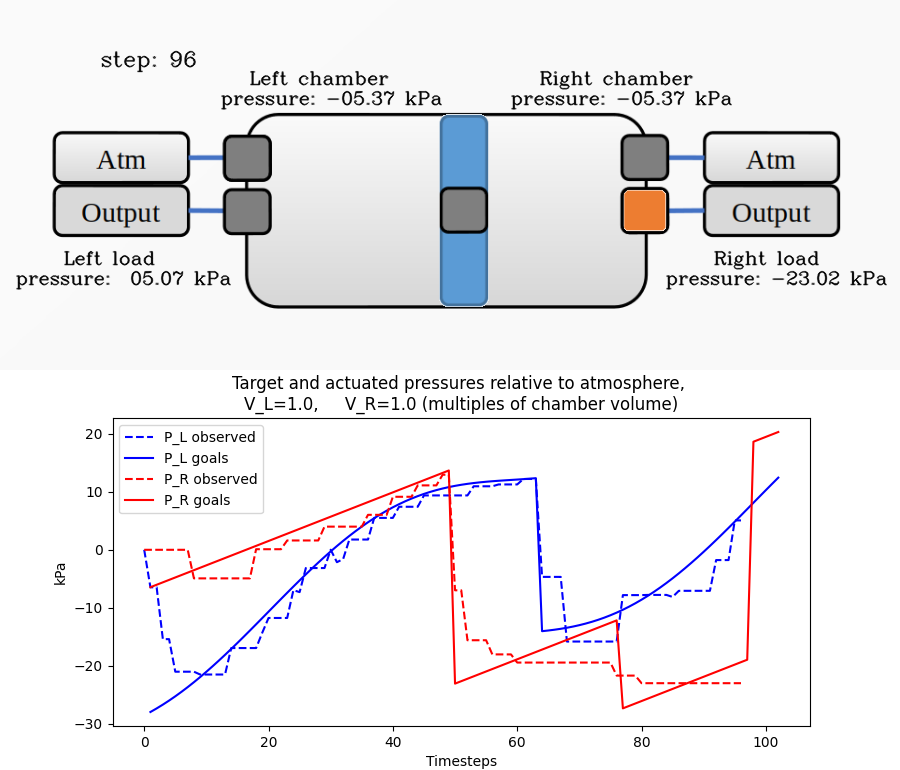 step: 96
Left chamber
pressure: −05.37 kPa
Right chamber
pressure: −05.37 kPa
Atm
Output
Atm
Output
Left load
pressure: 05.07 kPa
Right load
pressure: −23.02 kPa
Target and actuated pressures relative to atmosphere,
V_L=1.0, V_R=1.0 (multiples of chamber volume)
P_L observed
P_L goals
P_R observed
P_R goals
20
10
0
−10
−20
−30
kPa
0 20 40 60 80 100
Timesteps